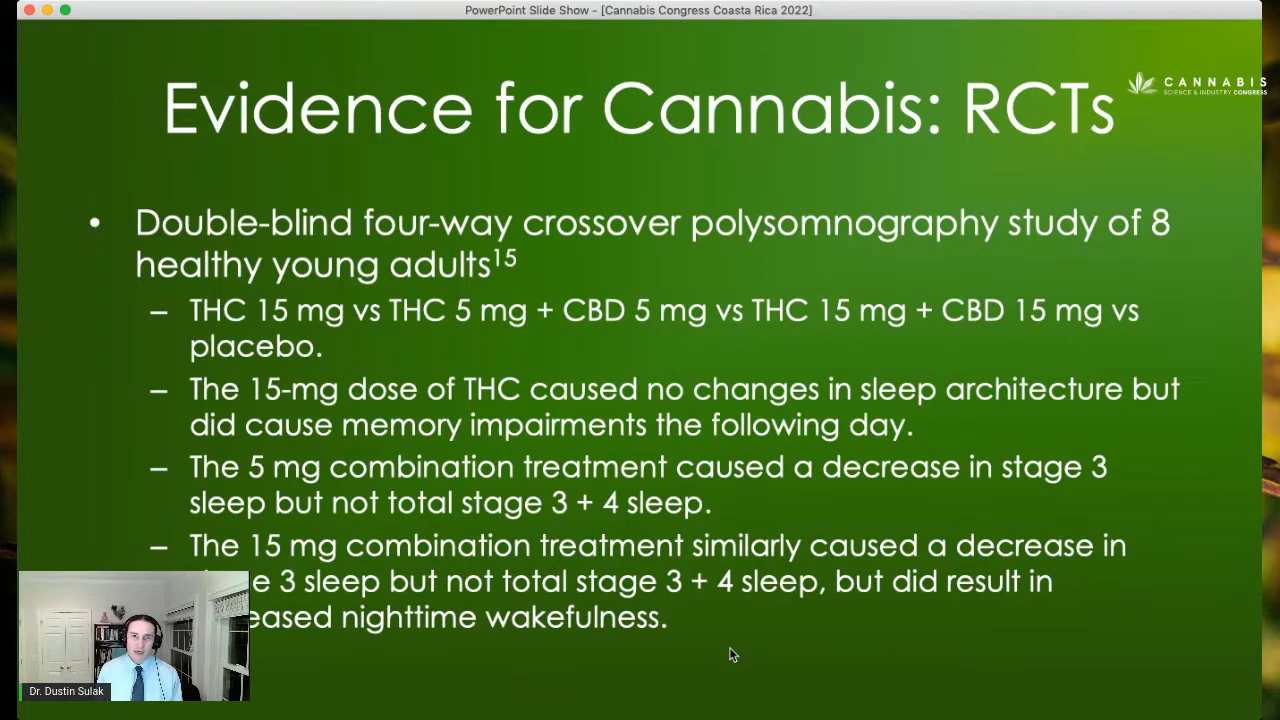 PowerPoint Slide Show - [Cannabis Congress Coasta Rica 2022]
CANNABIS
SCIENCE & INDUSTRY CONGRESS
Evidence for Cannabis: RCTs
• Double-blind four-way crossover polysomnography study of 8
healthy young adults15
– THC 15 mg vs THC 5 mg + CBD 5 mg vs THC 15 mg + CBD 15 mg vs
placebo.
– The 15-mg dose of THC caused no changes in sleep architecture but
did cause memory impairments the following day.
– The 5 mg combination treatment caused a decrease in stage 3
sleep but not total stage 3 + 4 sleep.
– The 15 mg combination treatment similarly caused a decrease in
e 3 sleep but not total stage 3 + 4 sleep, but did result in
eased nighttime wakefulness.
Dr. Dustin Sulak